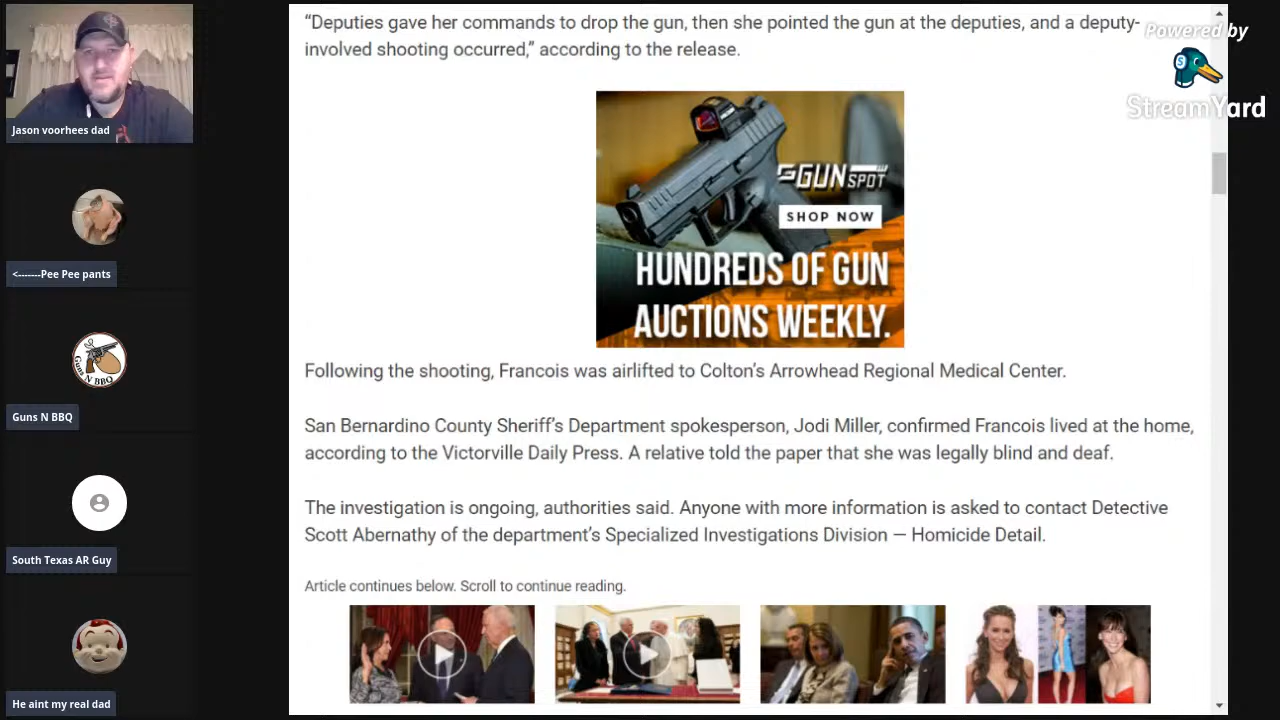 “Deputies gave her commands to drop the gun, then she pointed the gun at the deputies, and a deputy-
involved shooting occurred,” according to the release.
Powered by
StreamYard
Jason voorhees dad
<-------Pee Pee pants
Guns N BBQ
Guns N BBQ
South Texas AR Guy
He aint my real dad
GUNSPOT
SHOP NOW
HUNDREDS OF GUN
AUCTIONS WEEKLY.
Following the shooting, Francois was airlifted to Colton’s Arrowhead Regional Medical Center.
San Bernardino County Sheriff’s Department spokesperson, Jodi Miller, confirmed Francois lived at the home,
according to the Victorville Daily Press. A relative told the paper that she was legally blind and deaf.
The investigation is ongoing, authorities said. Anyone with more information is asked to contact Detective
Scott Abernathy of the department’s Specialized Investigations Division — Homicide Detail.
Article continues below. Scroll to continue reading.